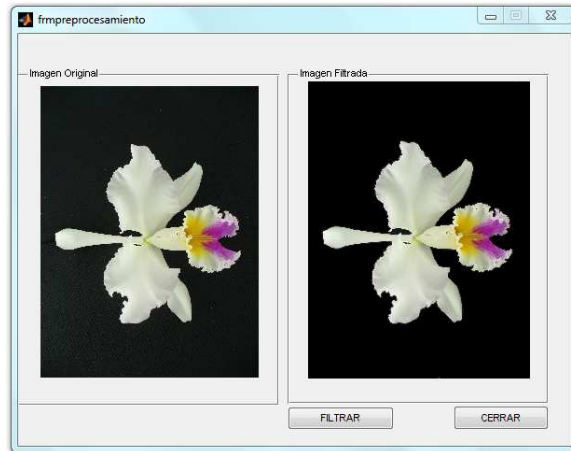 frmpreprocesamiento
Imagen Original
Imagen Filtrada
FILTRAR
CERRAR